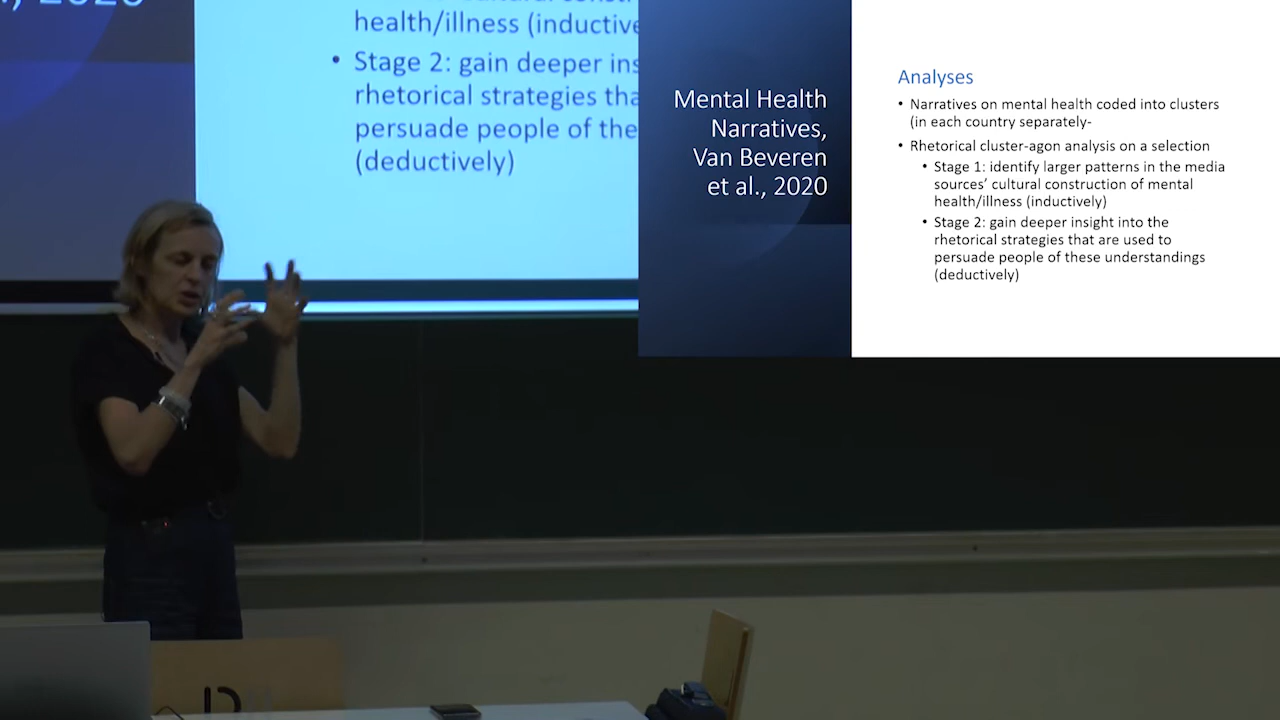 health/illness (inductive
• Stage 2: gain deeper ins
rhetorical strategies tha
persuade people of the
(deductively)
Mental Health
Narratives,
Van Beveren
et al., 2020
Analyses
• Narratives on mental health coded into clusters
(in each country separately-
• Rhetorical cluster-agon analysis on a selection
• Stage 1: identify larger patterns in the media
sources' cultural construction of mental
health/illness (inductively)
• Stage 2: gain deeper insight into the
rhetorical strategies that are used to
persuade people of these understandings
(deductively)